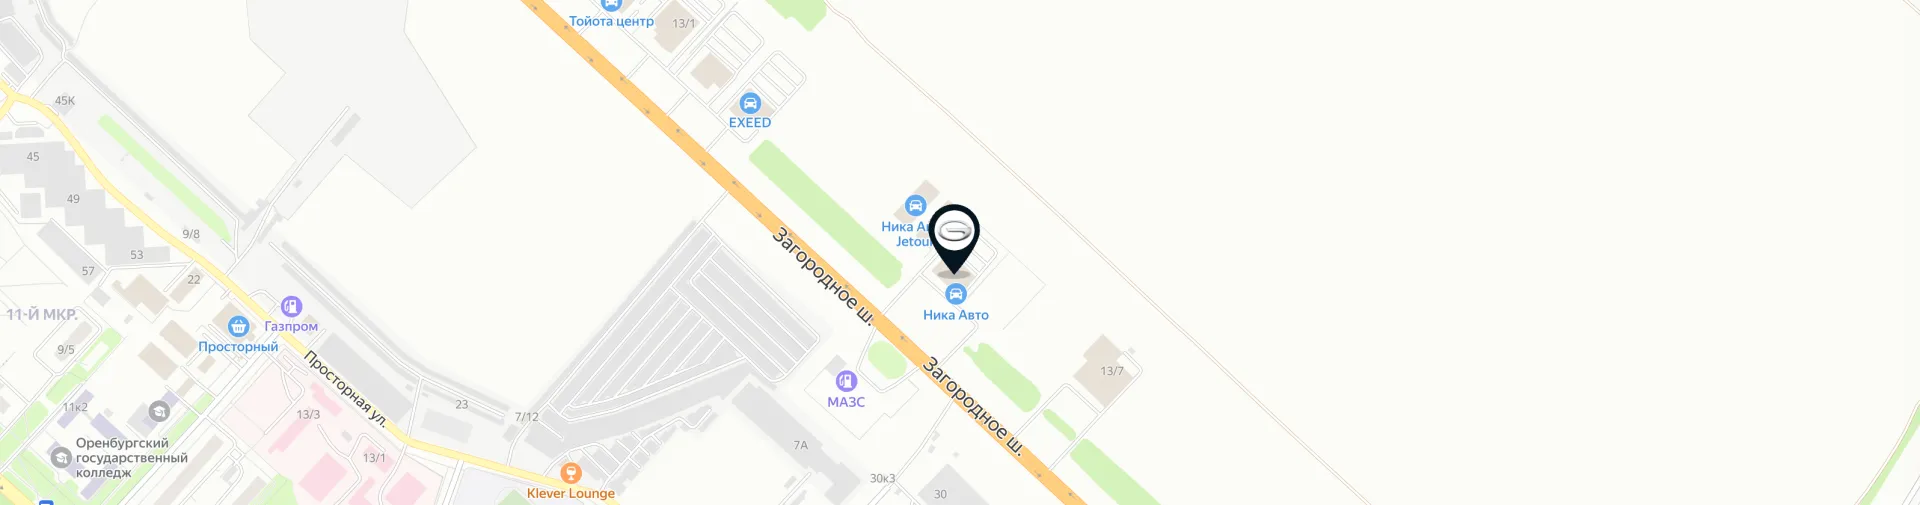 Тойота центр
13/1
45К
EXEED
45
49
9/8
53
57
22
Ника Ав
Jetour
11-Й МКР.
Газпром
Просторный
9/5
Загородное ш.
Ника Авто
Просторная ул.
Загородное ш.
13/7
МАЗС
11к2
13/3
23
7/12
Оренбургский
государственный
колледж
13/1
7А
30к3
30
Klever Lounge